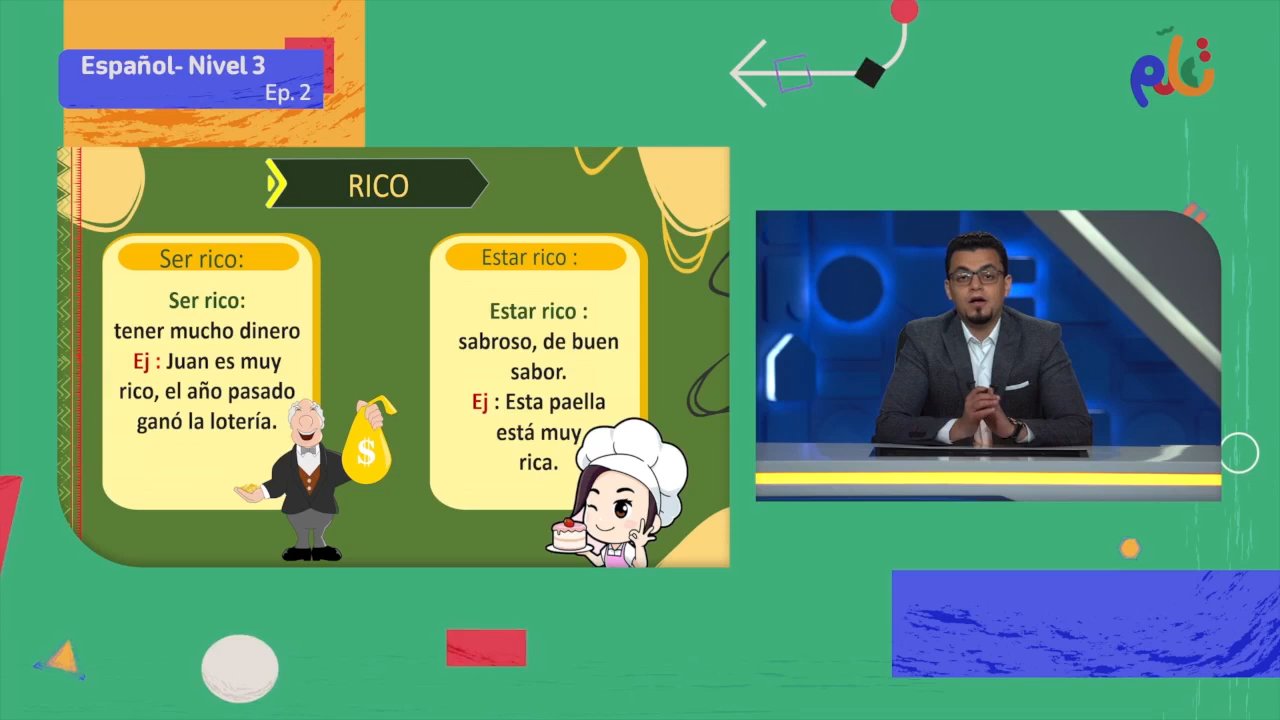 Español- Nivel 3
Ep. 2
تعلم
RICO
Ser rico:
Ser rico:
tener mucho dinero
Ej : Juan es muy
rico, el año pasado
ganó la lotería.
$
Estar rico :
Estar rico :
sabroso, de buen
sabor.
Ej : Esta paella
está muy
rica.